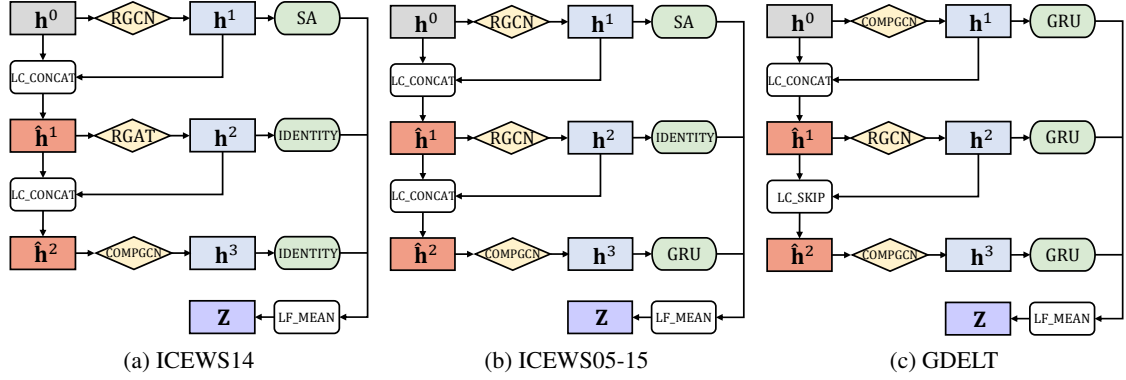 h⁰ RGCN h¹ SA
LC_CONCAT
ĥ¹ RGAT h² IDENTITY
LC_CONCAT
ĥ² COMPGCN h³ IDENTITY
Z LF_MEAN
(a) ICEWS14
h⁰ RGCN h¹ SA
LC_CONCAT
ĥ¹ RGCN h² IDENTITY
LC_CONCAT
ĥ² COMPGCN h³ GRU
Z LF_MEAN
(b) ICEWS05-15
h⁰ COMPGCN h¹ GRU
LC_CONCAT
ĥ¹ RGCN h² GRU
LC_SKIP
ĥ² COMPGCN h³ GRU
Z LF_MEAN
(c) GDELT